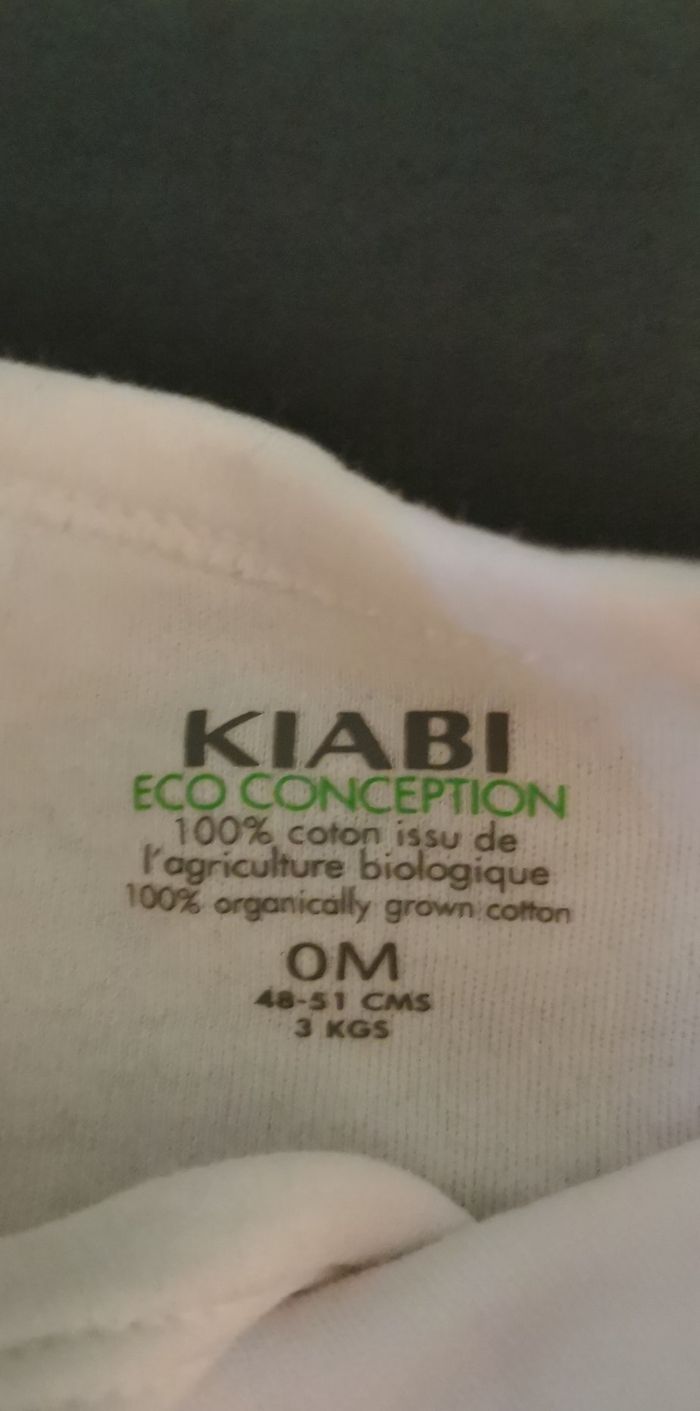 KIABI
ECO CONCEPTION
100% coton issu de
l'agriculture biologique
100% organically grown cotton
0M
48-51 CMS
3 KGS